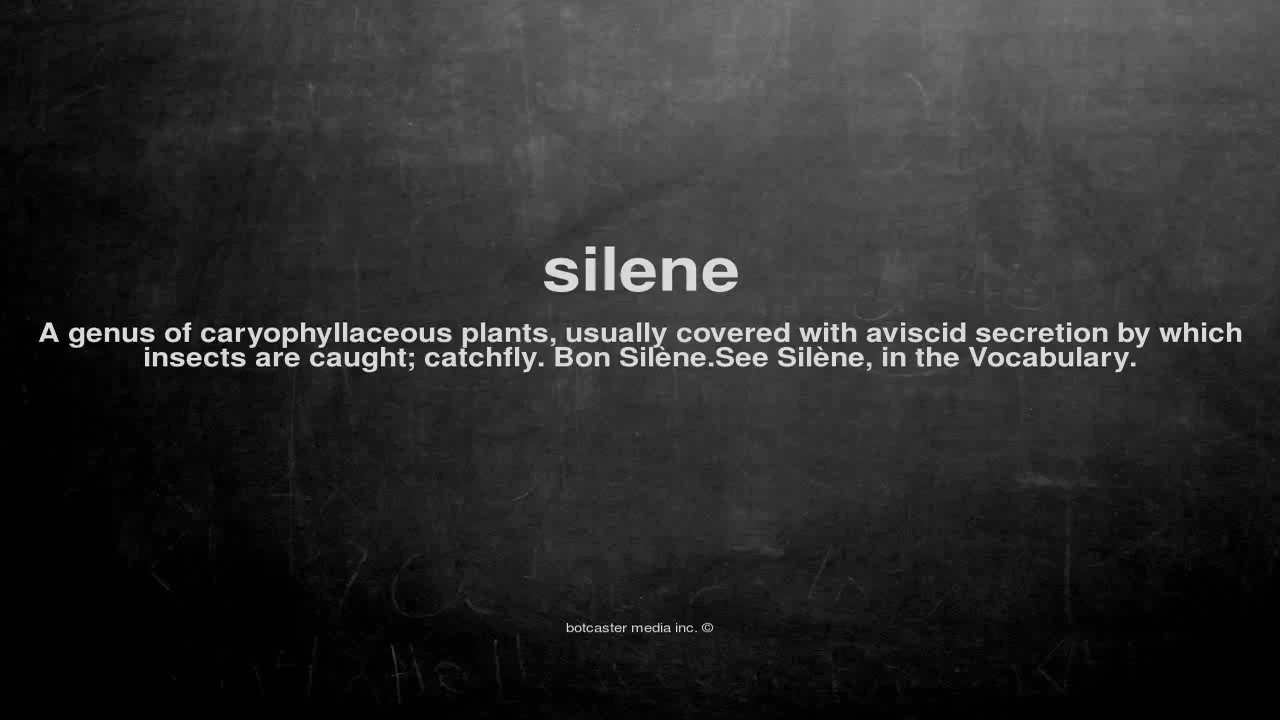 silene
A genus of caryophyllaceous plants, usually covered with aviscid secretion by which
insects are caught; catchfly. Bon Silène.See Silène, in the Vocabulary.
botcaster media inc. ©